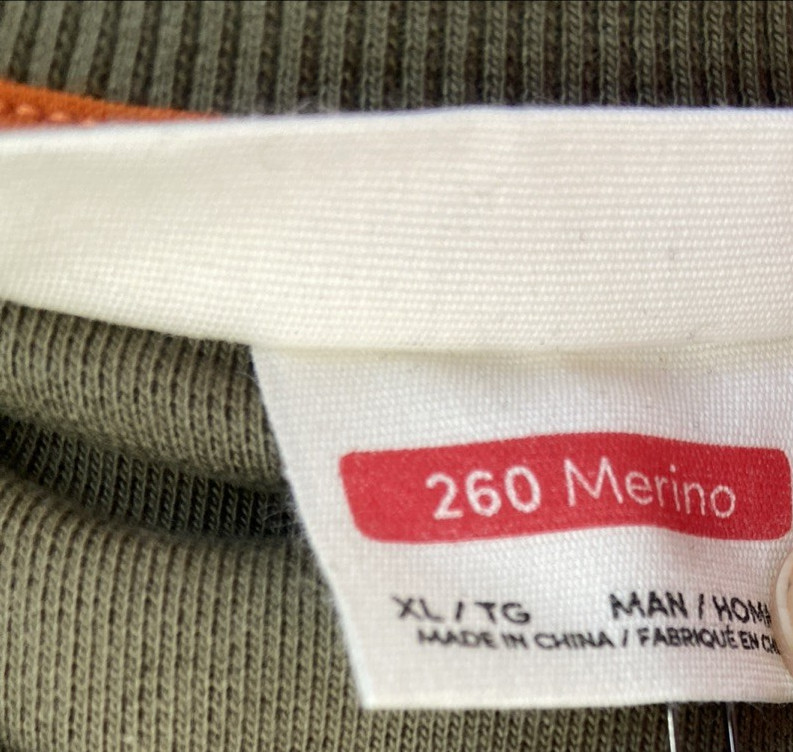 260 Merino
XL / TG MAN / HOM
MADE IN CHINA / FABRIQUÉ EN CH